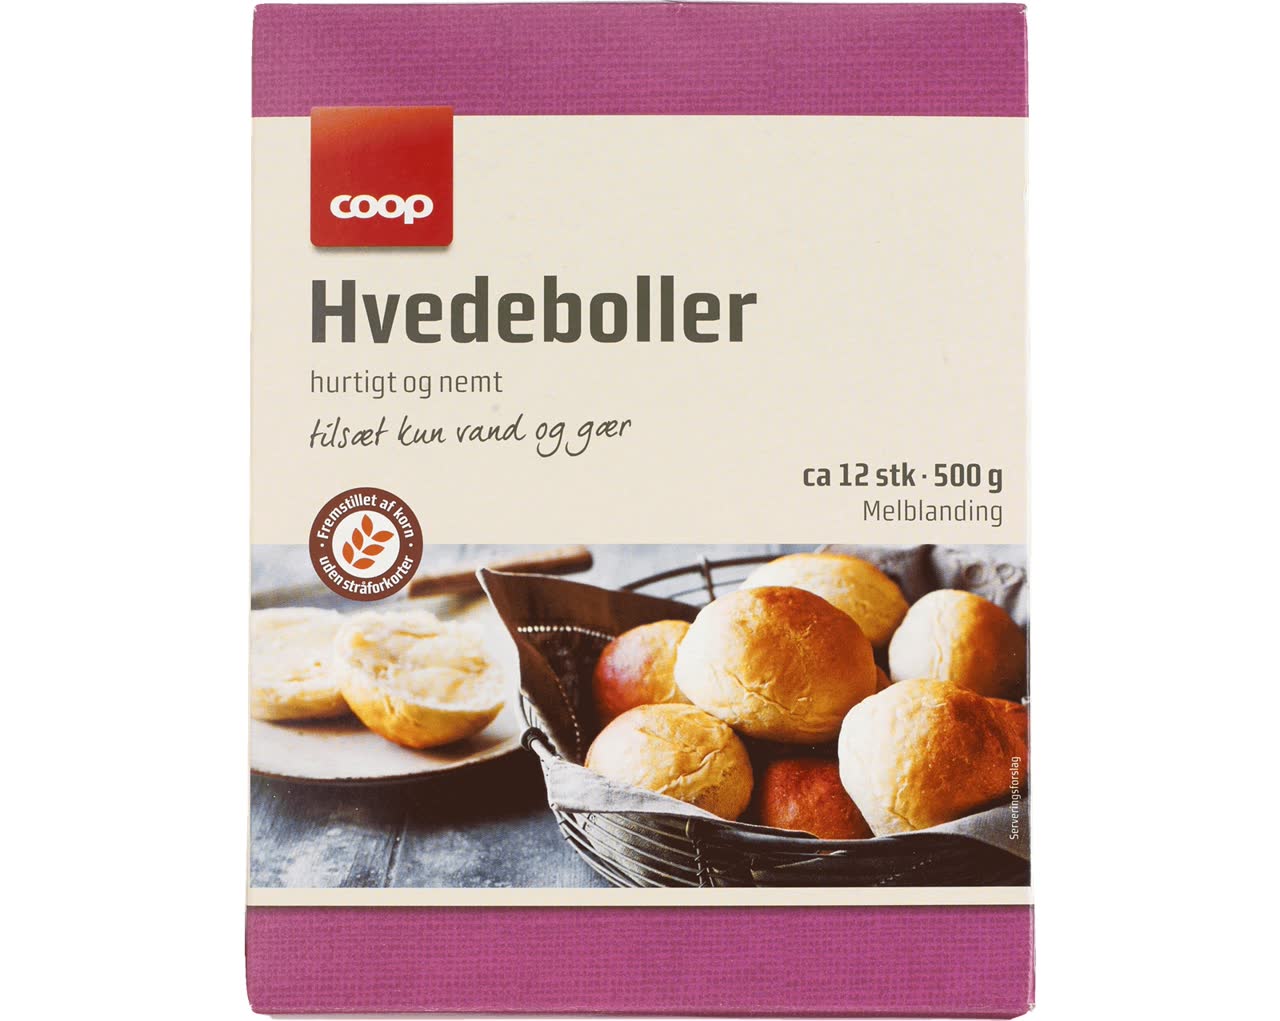 coop
Hvedeboller
hurtigt og nemt
tilsæt kun vand og gær
ca 12 stk · 500 g
Melblanding
· Fremstillet af korn ·
uden stråforkorter
Serveringsforslag